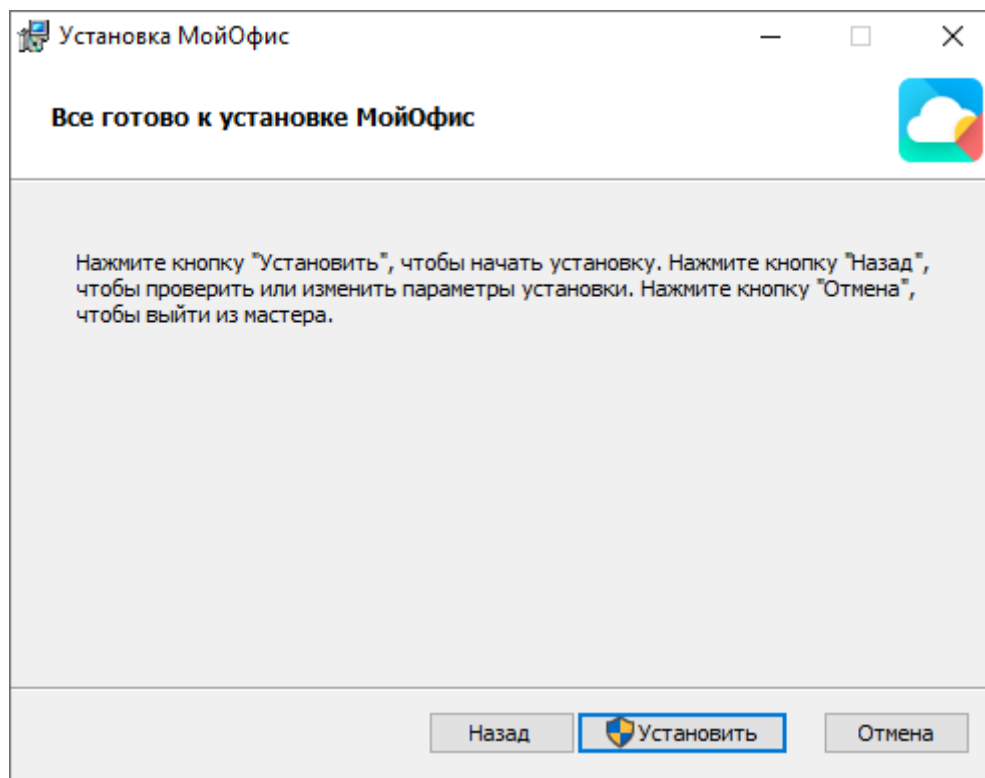 Установка МойОфис
Все готово к установке МойОфис
Нажмите кнопку "Установить", чтобы начать установку. Нажмите кнопку "Назад",
чтобы проверить или изменить параметры установки. Нажмите кнопку "Отмена",
чтобы выйти из мастера.
Назад
Установить
Отмена